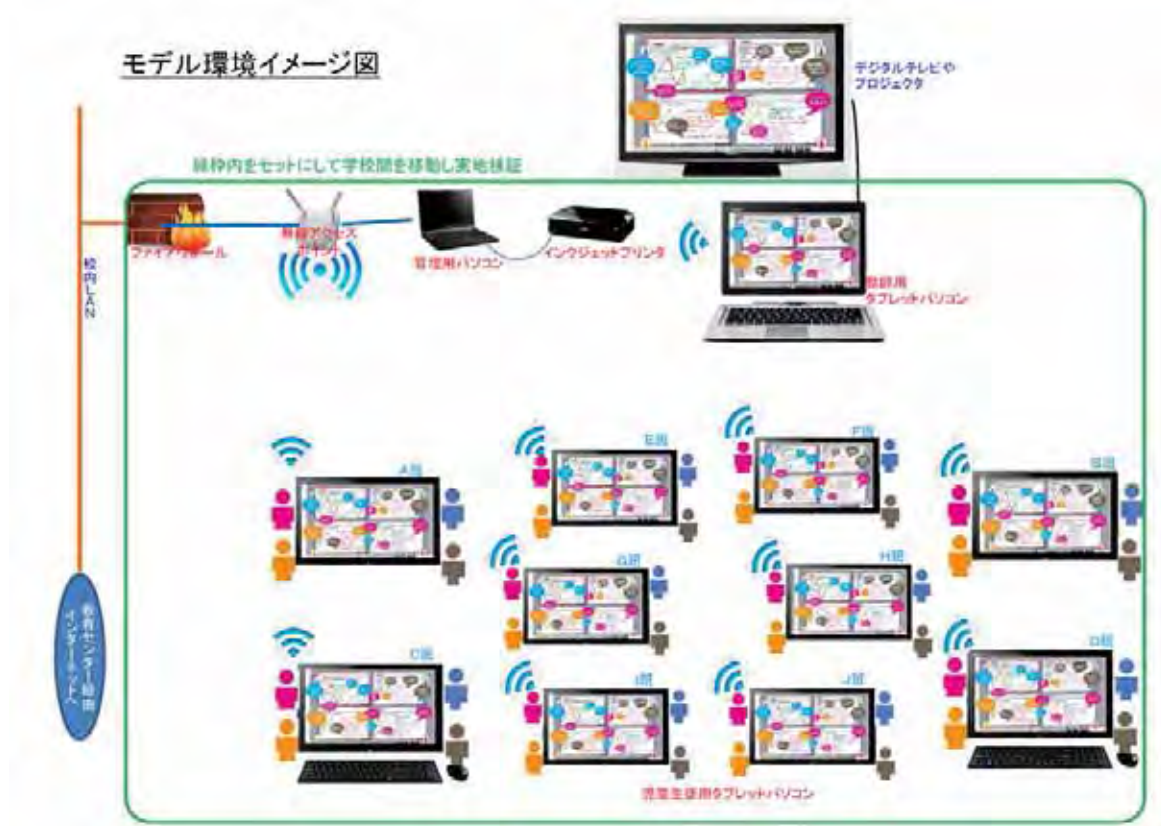 モデル環境イメージ図
デジタルテレビや
プロジェクタ
緑枠内をセットにして学校間を移動し実地検証
ファイアウォール
無線アクセス
ポイント
管理用パソコン
インクジェットプリンタ
教師用
タブレットパソコン
校内LAN
A班
E班
F班
B班
G班
H班
C班
I班
J班
D班
教育センター経由
インターネットへ
児童生徒用タブレットパソコン